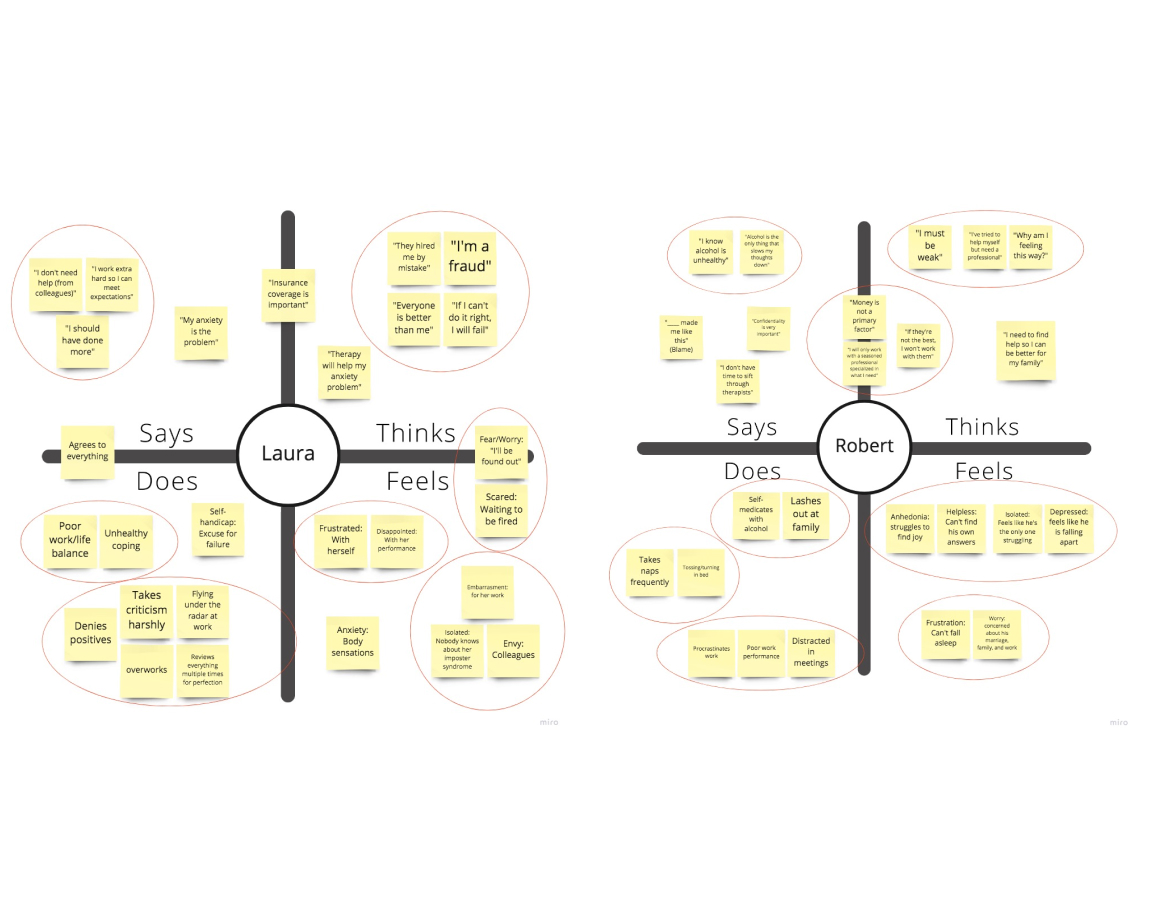 "I don't
need help
(from
colleagues)"
"I work extra
hard so I can
meet
expectations"
"I should
have done
more"
"My anxiety
is the
problem"
"Insurance
coverage is
important"
"They hired
me by
mistake"
"I'm a
fraud"
"Everyone
is better
than me"
"If I can't
do it right,
I will fail"
"Therapy
will help my
anxiety
problem"
Says
Thinks
Laura
Does
Feels
Agrees to
everything
Fear/Worry:
"I'll be
found out"
Scared:
Waiting to
be fired
Poor
work/life
balance
Unhealthy
coping
Self-
handicap:
Excuse for
failure
Frustrated:
With
herself
Disappointed:
With her
performance
Denies
positives
Takes
criticism
harshly
Flying
under the
radar at
work
overworks
Reviews
everything
multiple times
for perfection
Anxiety:
Body
sensations
Embarrasment:
for her work
Isolated:
Nobody knows
about her
imposter
syndrome
Envy:
Colleagues
miro
"I know
alcohol is
unhealthy"
"Alcohol is the
only thing that
slows my
thoughts
down"
"I must
be
weak"
"I've tried to
help myself
but need a
professional"
"Why am I
feeling
this way?"
"____ made
me like
this"
(Blame)
"Confidentiality
is very
important"
"I don't have
time to sift
through
therapists"
"Money is
not a
primary
factor"
"I will only work
with a seasoned
professional
specialized in
what I need"
"If they're
not the best,
I won't work
with them"
"I need to find
help so I can
be better for
my family"
Says
Thinks
Robert
Does
Feels
Self-
medicates
with
alcohol
Lashes
out at
family
Takes
naps
frequently
Tossing/turning
in bed
Procrastinates
work
Poor work
performance
Distracted
in
meetings
Anhedonia:
struggles to
find joy
Helpless:
Can't find
his own
answers
Isolated:
Feels like he's
the only one
struggling
Depressed:
feels like he
is falling
apart
Frustration:
Can't fall
asleep
Worry:
concerned
about his
marriage,
family, and work
miro